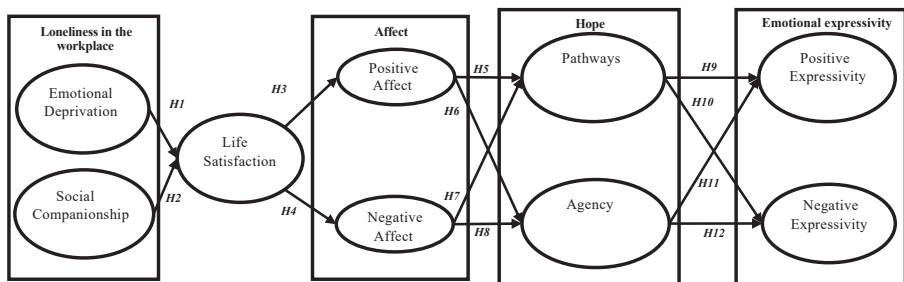 Loneliness in the
workplace
Emotional
Deprivation
Social
Companionship
H1
H2
Life
Satisfaction
H3
H4
Affect
Positive
Affect
Negative
Affect
H5
H6
H7
H8
Hope
Pathways
Agency
H9
H10
H11
H12
Emotional expressivity
Positive
Expressivity
Negative
Expressivity